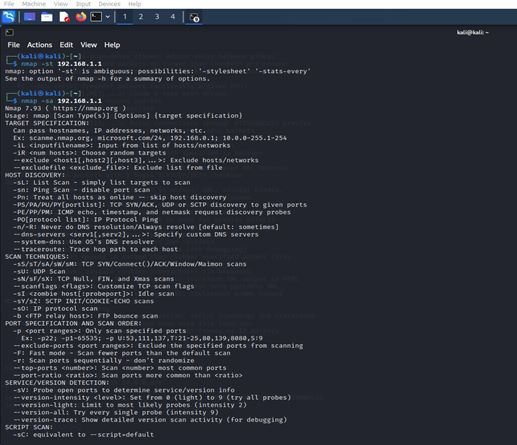 File Machine View Input Devices Help
1 2 3 4
kali@kali:~
File Actions Edit View Help
(kali㉿kali)-[~]
$ nmap -st 192.168.1.1
nmap: option '-st' is ambiguous; possibilities: '-stylesheet' '-stats-every'
See the output of nmap -h for a summary of options.
(kali㉿kali)-[~]
$ nmap -sa 192.168.1.1
Nmap 7.93 ( https://nmap.org )
Usage: nmap [Scan Type(s)] [Options] {target specification}
TARGET SPECIFICATION:
Can pass hostnames, IP addresses, networks, etc.
Ex: scanme.nmap.org, microsoft.com/24, 192.168.0.1; 10.0.0-255.1-254
-iL <inputfilename>: Input from list of hosts/networks
-iR <num hosts>: Choose random targets
--exclude <host1[,host2][,host3],...>: Exclude hosts/networks
--excludefile <exclude_file>: Exclude list from file
HOST DISCOVERY:
-sL: List Scan - simply list targets to scan
-sn: Ping Scan - disable port scan
-Pn: Treat all hosts as online -- skip host discovery
-PS/PA/PU/PY[portlist]: TCP SYN/ACK, UDP or SCTP discovery to given ports
-PE/PP/PM: ICMP echo, timestamp, and netmask request discovery probes
-PO[protocol list]: IP Protocol Ping
-n/-R: Never do DNS resolution/Always resolve [default: sometimes]
--dns-servers <serv1[,serv2],...>: Specify custom DNS servers
--system-dns: Use OS's DNS resolver
--traceroute: Trace hop path to each host
SCAN TECHNIQUES:
-sS/sT/sA/sW/sM: TCP SYN/Connect()/ACK/Window/Maimon scans
-sU: UDP Scan
-sN/sF/sX: TCP Null, FIN, and Xmas scans
--scanflags <flags>: Customize TCP scan flags
-sI <zombie host[:probeport]>: Idle scan
-sY/sZ: SCTP INIT/COOKIE-ECHO scans
-sO: IP protocol scan
-b <FTP relay host>: FTP bounce scan
PORT SPECIFICATION AND SCAN ORDER:
-p <port ranges>: Only scan specified ports
Ex: -p22; -p1-65535; -p U:53,111,137,T:21-25,80,139,8080,S:9
--exclude-ports <port ranges>: Exclude the specified ports from scanning
-F: Fast mode - Scan fewer ports than the default scan
-r: Scan ports sequentially - don't randomize
--top-ports <number>: Scan <number> most common ports
--port-ratio <ratio>: Scan ports more common than <ratio>
SERVICE/VERSION DETECTION:
-sV: Probe open ports to determine service/version info
--version-intensity <level>: Set from 0 (light) to 9 (try all probes)
--version-light: Limit to most likely probes (intensity 2)
--version-all: Try every single probe (intensity 9)
--version-trace: Show detailed version scan activity (for debugging)
SCRIPT SCAN:
-sC: equivalent to --script=default